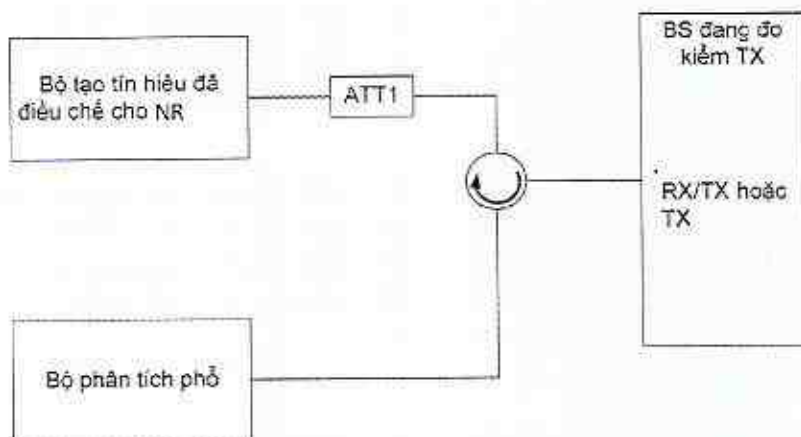 Bộ tạo tín hiệu đã
điều chế cho NR
ATT1
BS đang đo
kiểm TX
RX/TX hoặc
TX
Bộ phân tích phổ